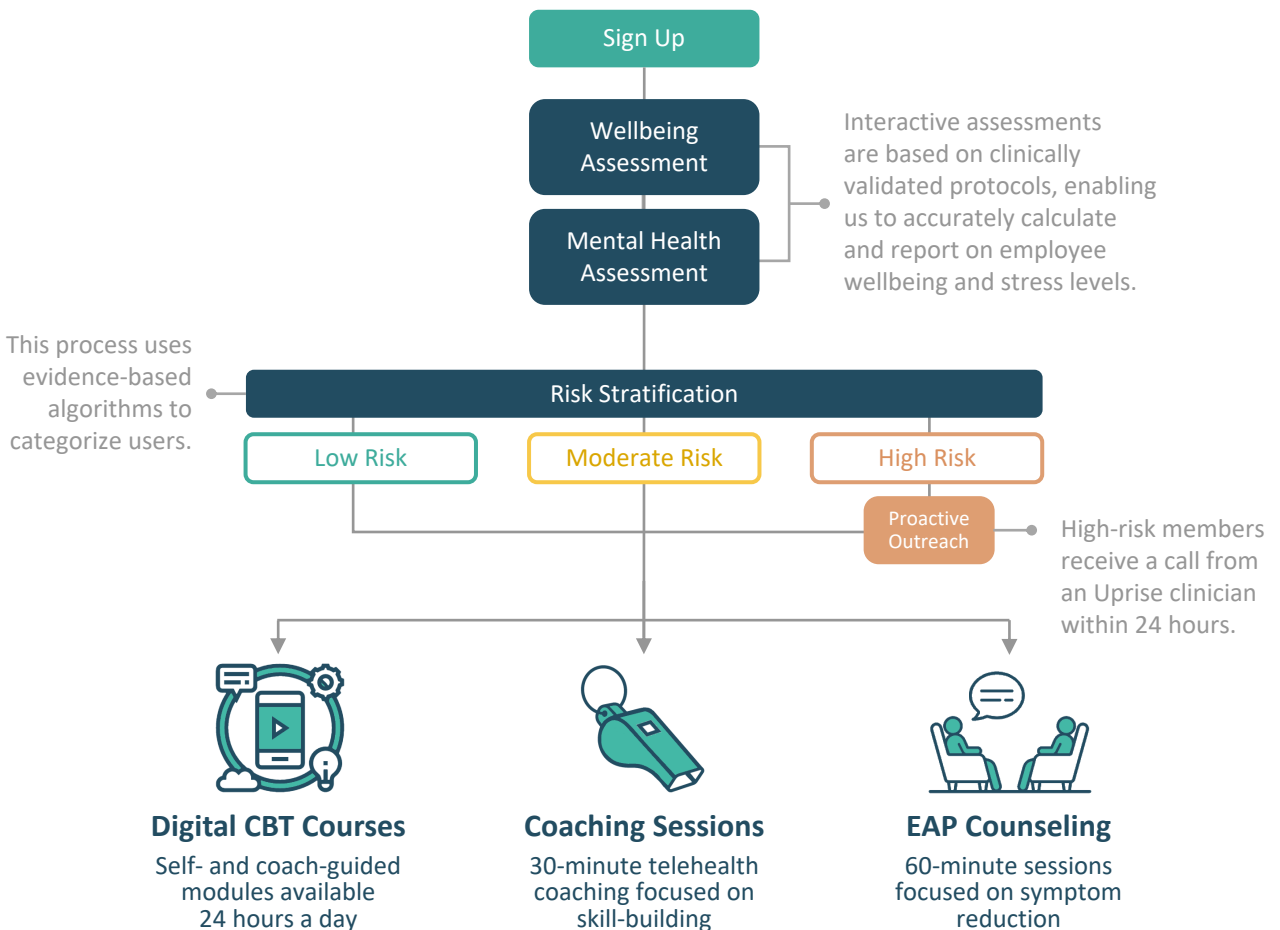 Sign Up
Wellbeing
Assessment
Interactive assessments
are based on clinically
validated protocols, enabling
us to accurately calculate
and report on employee
wellbeing and stress levels.
Mental Health
Assessment
This process uses
evidence-based
algorithms to
categorize users.
Risk Stratification
Low Risk
Moderate Risk
High Risk
Proactive
Outreach
High-risk members
receive a call from
an Uprise clinician
within 24 hours.
Digital CBT Courses
Self- and coach-guided
modules available
24 hours a day
Coaching Sessions
30-minute telehealth
coaching focused on
skill-building
EAP Counseling
60-minute sessions
focused on symptom
reduction